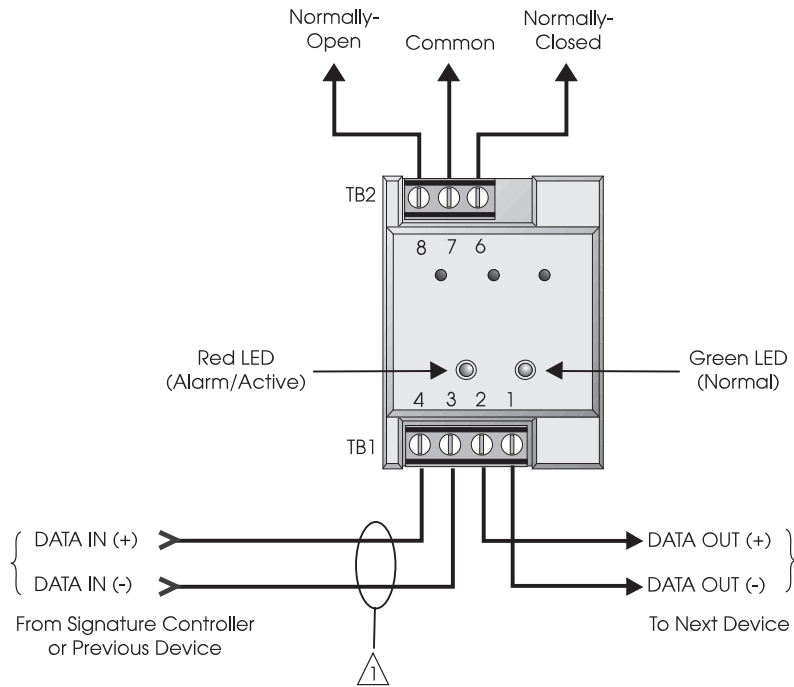 Normally-
Open
Common
Normally-
Closed
TB2
8 7 6
Red LED
(Alarm/Active)
Green LED
(Normal)
4 3 2 1
TB1
DATA IN (+)
DATA OUT (+)
DATA IN (-)
DATA OUT (-)
From Signature Controller
or Previous Device
To Next Device
1